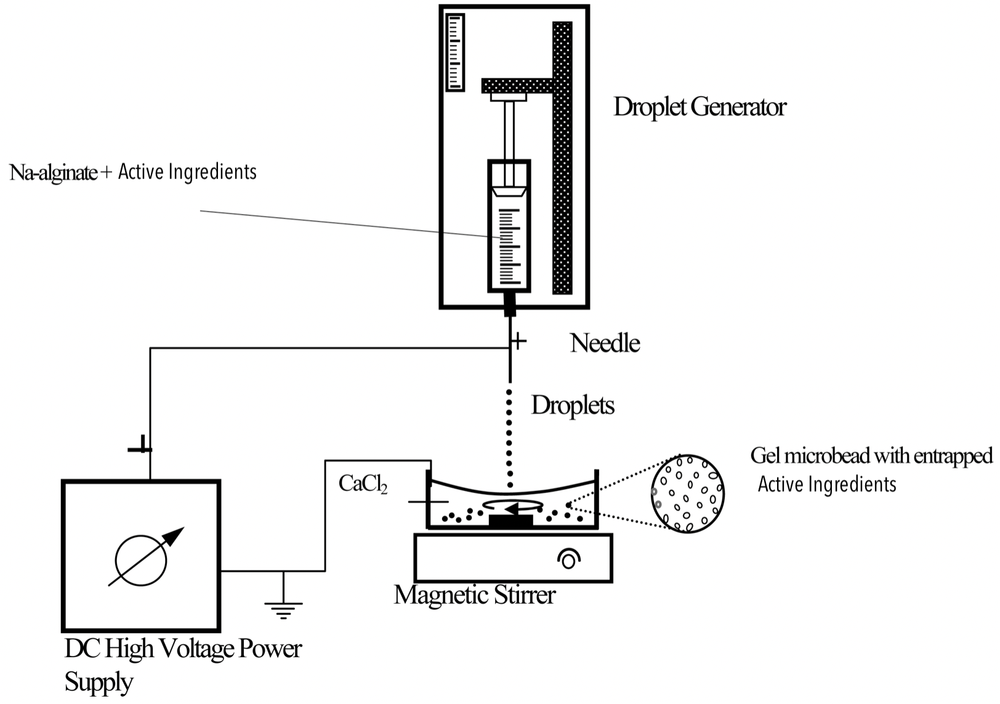 Droplet Generator
Na-alginate + Active Ingredients
+
Needle
Droplets
Gel microbead with entrapped
Active Ingredients
CaCl₂
Magnetic Stirrer
DC High Voltage Power
Supply